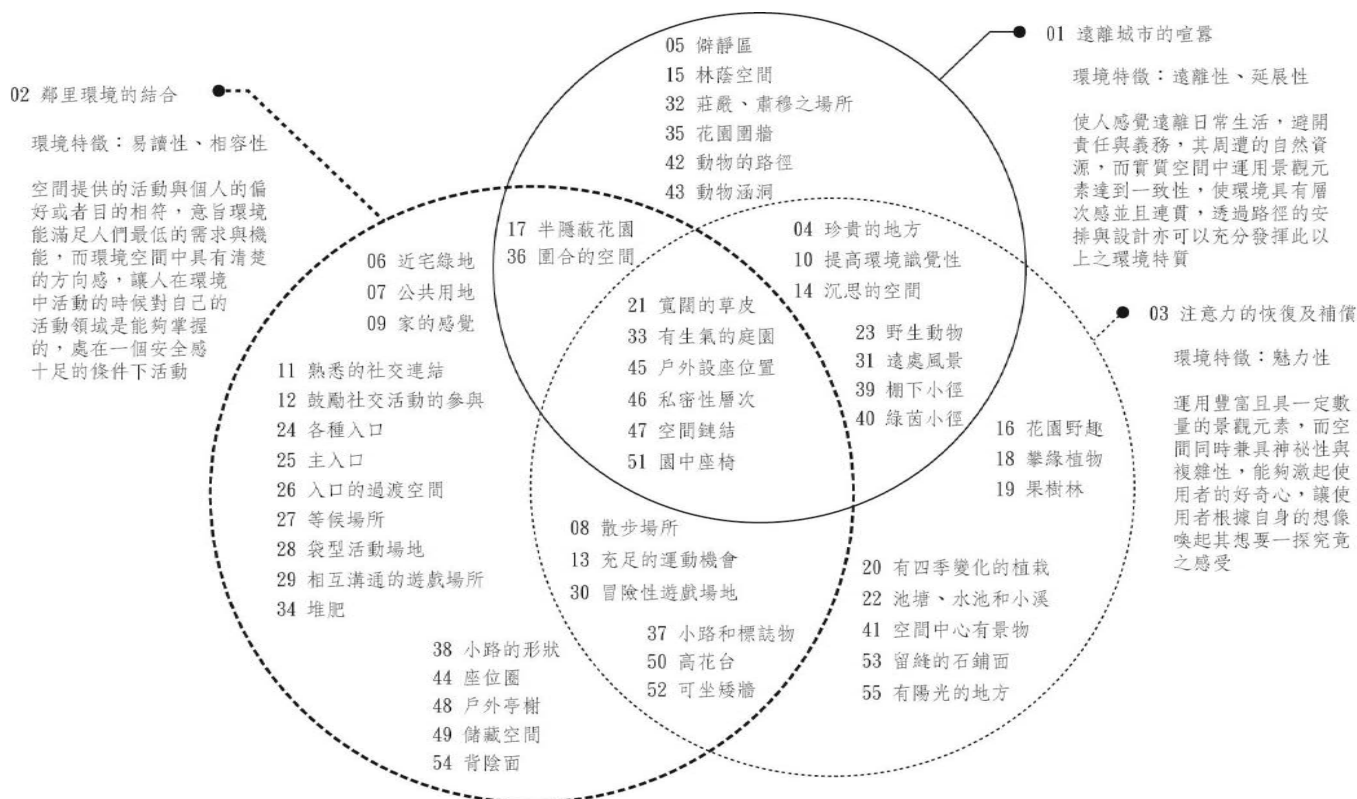 01 遠離城市的喧囂
環境特徵：遠離性、延展性
使人感覺遠離日常生活，避開
責任與義務，其周遭的自然資
源，而實質空間中運用景觀元
素達到一致性，使環境具有層
次感並且連貫，透過路徑的安
排與設計亦可以充分發揮此以
上之環境特質
02 鄰里環境的結合
環境特徵：易讀性、相容性
空間提供的活動與個人的偏
好或者目的相符，意旨環境
能滿足人們最低的需求與機
能，而環境空間中具有清楚
的方向感，讓人在環境
中活動的時候對自己的
活動領域是能夠掌握
的，處在一個安全感
十足的條件下活動
03 注意力的恢復及補償
環境特徵：魅力性
運用豐富且具一定數
量的景觀元素，而空
間同時兼具神祕性與
複雜性，能夠激起使
用者的好奇心，讓使
用者根據自身的想像
喚起其想要一探究竟
之感受
05 僻靜區
15 林蔭空間
32 莊嚴、肅穆之場所
35 花園圍牆
42 動物的路徑
43 動物涵洞
17 半隱蔽花園
36 圍合的空間
04 珍貴的地方
10 提高環境識覺性
14 沉思的空間
23 野生動物
31 遠處風景
39 棚下小徑
40 綠茵小徑
06 近宅綠地
07 公共用地
09 家的感覺
11 熟悉的社交連結
12 鼓勵社交活動的參與
24 各種入口
25 主入口
26 入口的過渡空間
27 等候場所
28 袋型活動場地
29 相互溝通的遊戲場所
34 堆肥
38 小路的形狀
44 座位圈
48 戶外亭榭
49 儲藏空間
54 背陰面
21 寬闊的草皮
33 有生氣的庭園
45 戶外設座位置
46 私密性層次
47 空間鏈結
51 園中座椅
08 散步場所
13 充足的運動機會
30 冒險性遊戲場地
37 小路和標誌物
50 高花台
52 可坐矮牆
16 花園野趣
18 攀緣植物
19 果樹林
20 有四季變化的植栽
22 池塘、水池和小溪
41 空間中心有景物
53 留縫的石鋪面
55 有陽光的地方